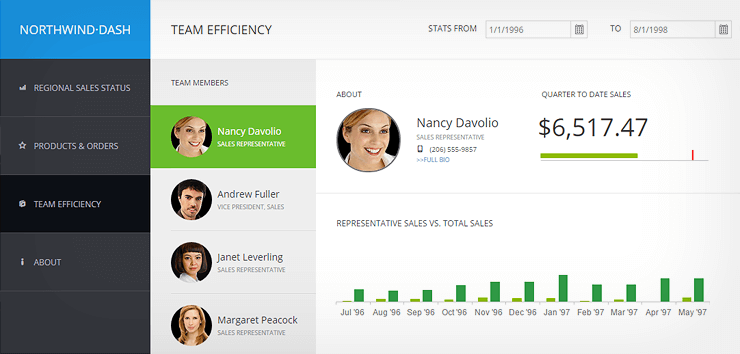 NORTHWIND·DASH
TEAM EFFICIENCY
STATS FROM
1/1/1996
TO
8/1/1998
REGIONAL SALES STATUS
PRODUCTS & ORDERS
TEAM EFFICIENCY
ABOUT
TEAM MEMBERS
Nancy Davolio
SALES REPRESENTATIVE
Andrew Fuller
VICE PRESIDENT, SALES
Janet Leverling
SALES REPRESENTATIVE
Margaret Peacock
SALES REPRESENTATIVE
ABOUT
Nancy Davolio
SALES REPRESENTATIVE
(206) 555-9857
>>FULL BIO
QUARTER TO DATE SALES
$6,517.47
REPRESENTATIVE SALES VS. TOTAL SALES
Jul '96 Aug '96 Sep '96 Oct '96 Nov '96 Dec '96 Jan '97 Feb '97 Mar '97 Apr '97 May '97